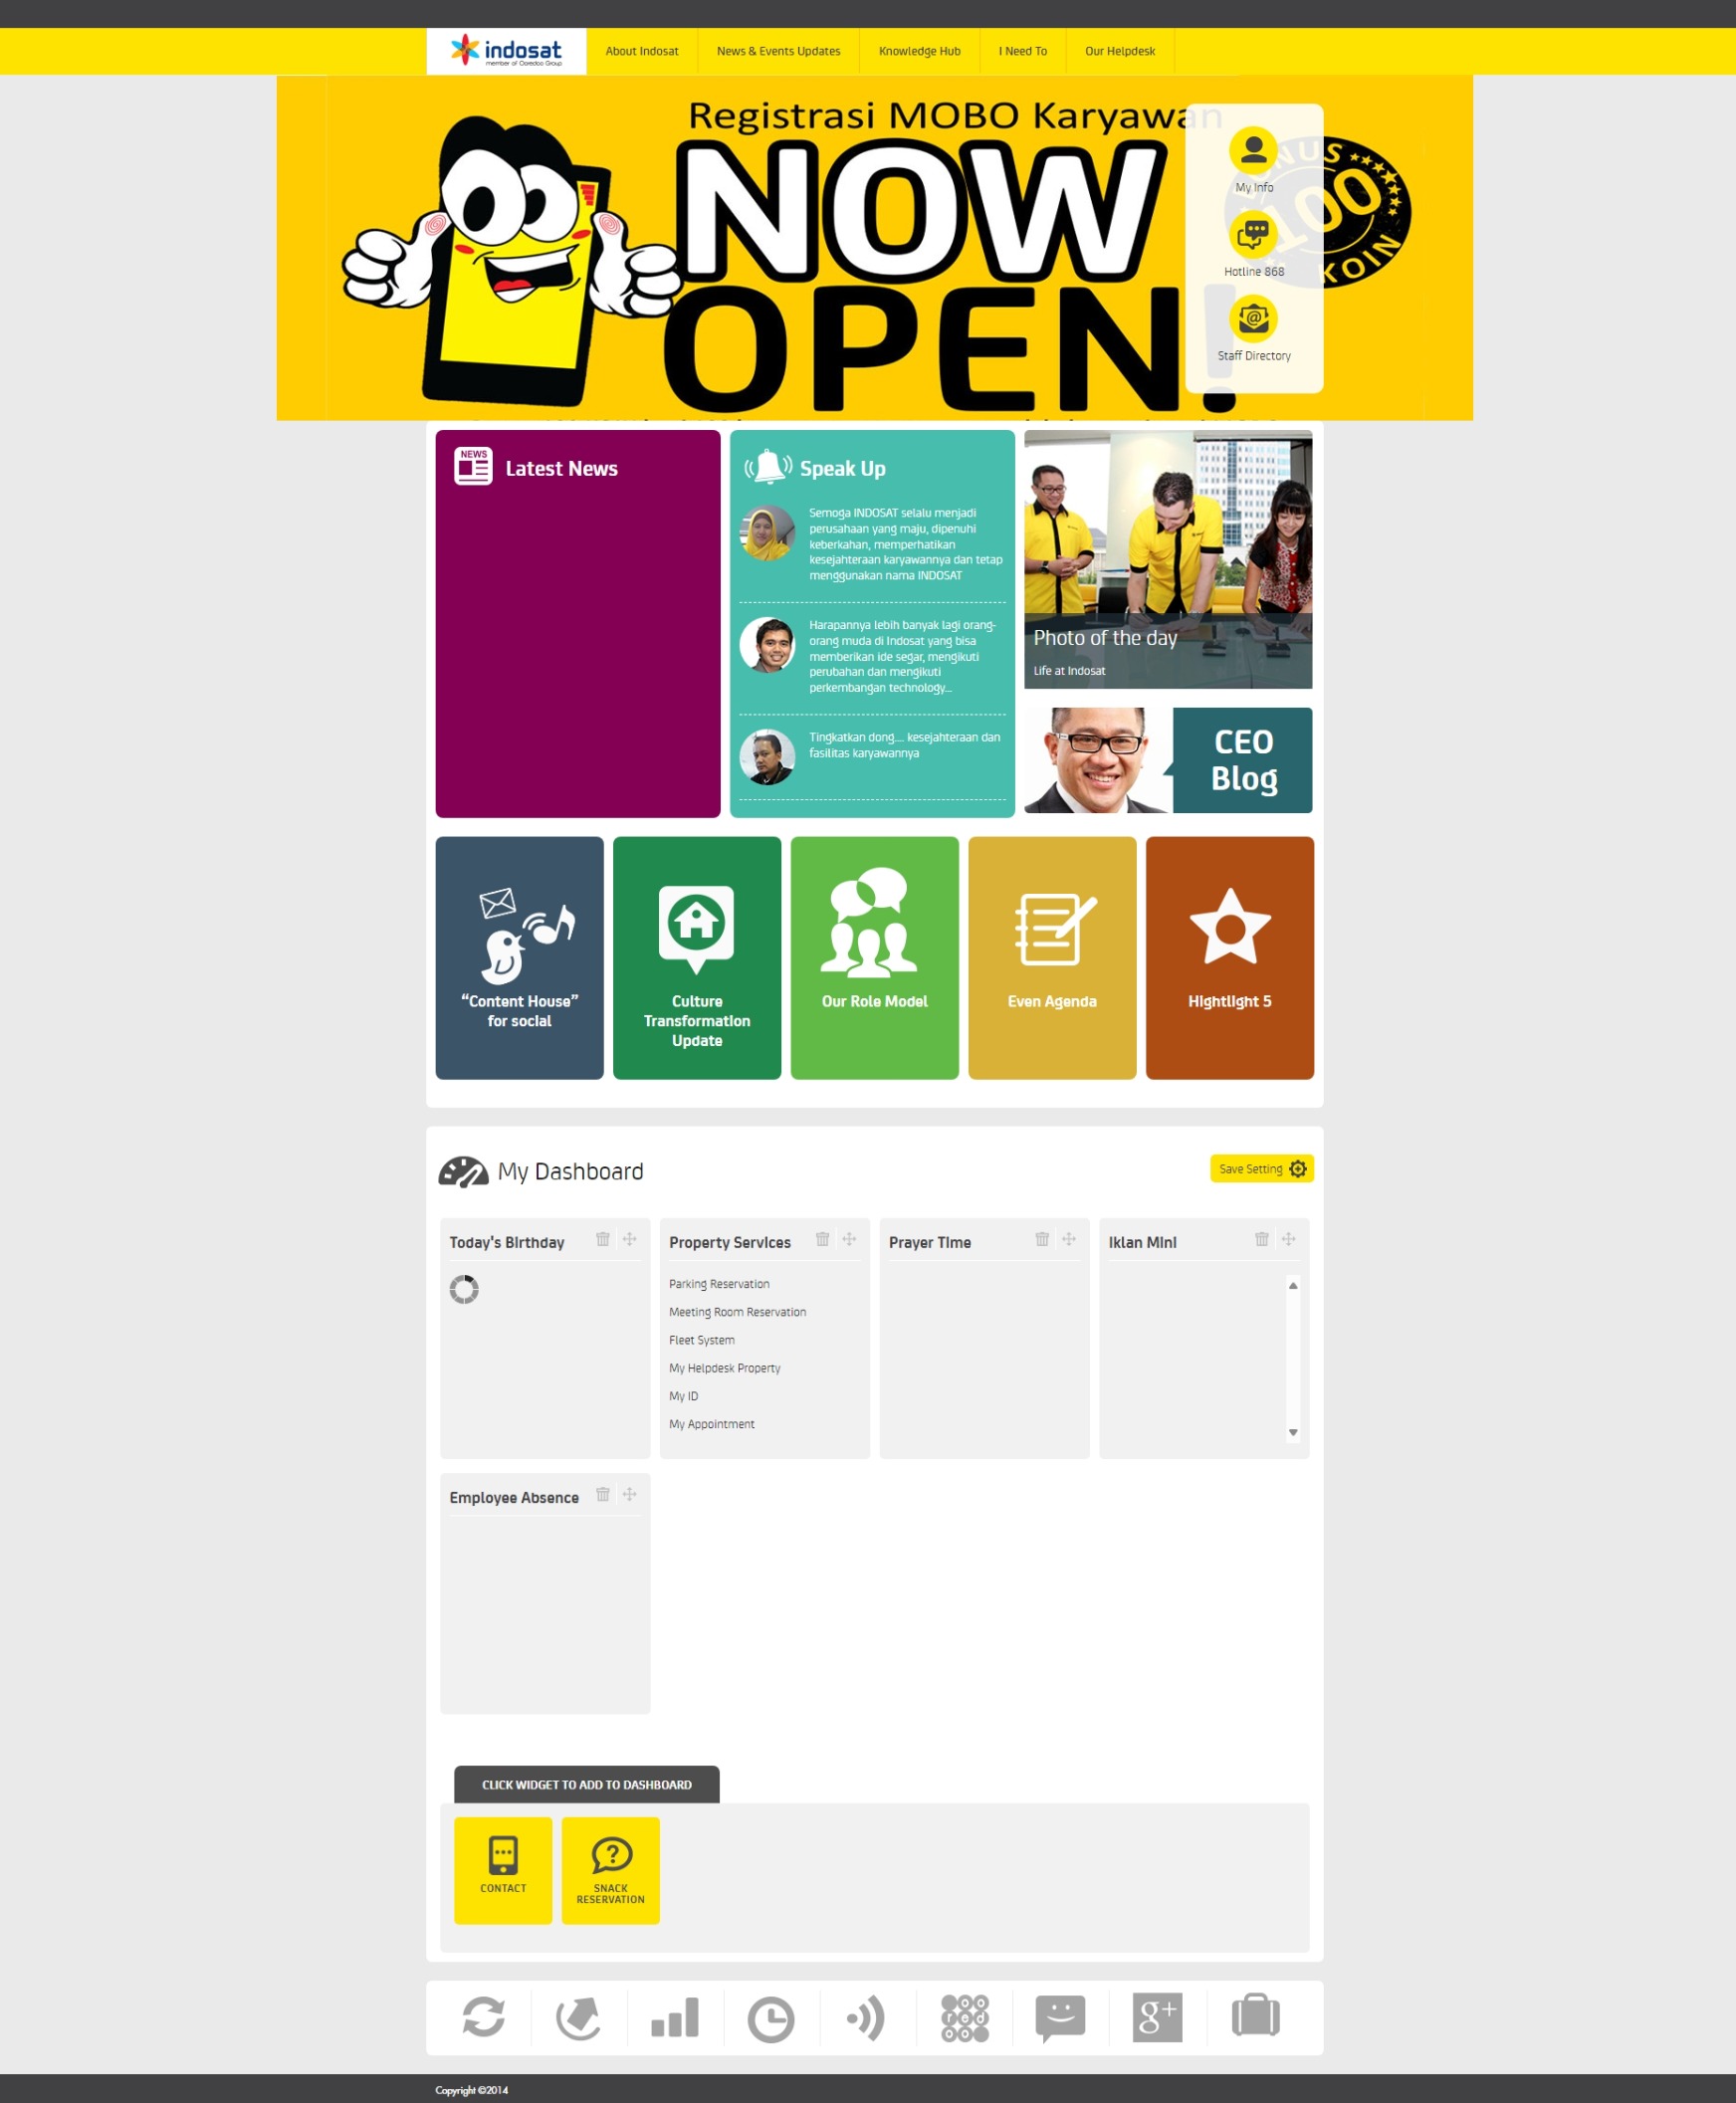 indosat
member of Ooredoo Group
About Indosat
News & Events Updates
Knowledge Hub
I Need To
Our Helpdesk
Registrasi MOBO Karyawan
NOW
OPEN!
100
KOIN
My Info
Hotline 868
Staff Directory
NEWS
Latest News
Speak Up
Semoga INDOSAT selalu menjadi
perusahaan yang maju, dipenuhi
keberkahan, memperhatikan
kesejahteraan karyawannya dan tetap
menggunakan nama INDOSAT
Harapannya lebih banyak lagi orang-
orang muda di Indosat yang bisa
memberikan ide segar, mengikuti
perubahan dan mengikuti
perkembangan technology...
Tingkatkan dong.... kesejahteraan dan
fasilitas karyawannya
Photo of the day
Life at Indosat
CEO
Blog
“Content House”
for social
Culture
Transformation
Update
Our Role Model
Even Agenda
Hightlight 5
My Dashboard
Save Setting
Today's Birthday
Property Services
Prayer Time
Iklan Mini
Parking Reservation
Meeting Room Reservation
Fleet System
My Helpdesk Property
My ID
My Appointment
Employee Absence
CLICK WIDGET TO ADD TO DASHBOARD
CONTACT
SNACK
RESERVATION
g+
Copyright ©2014